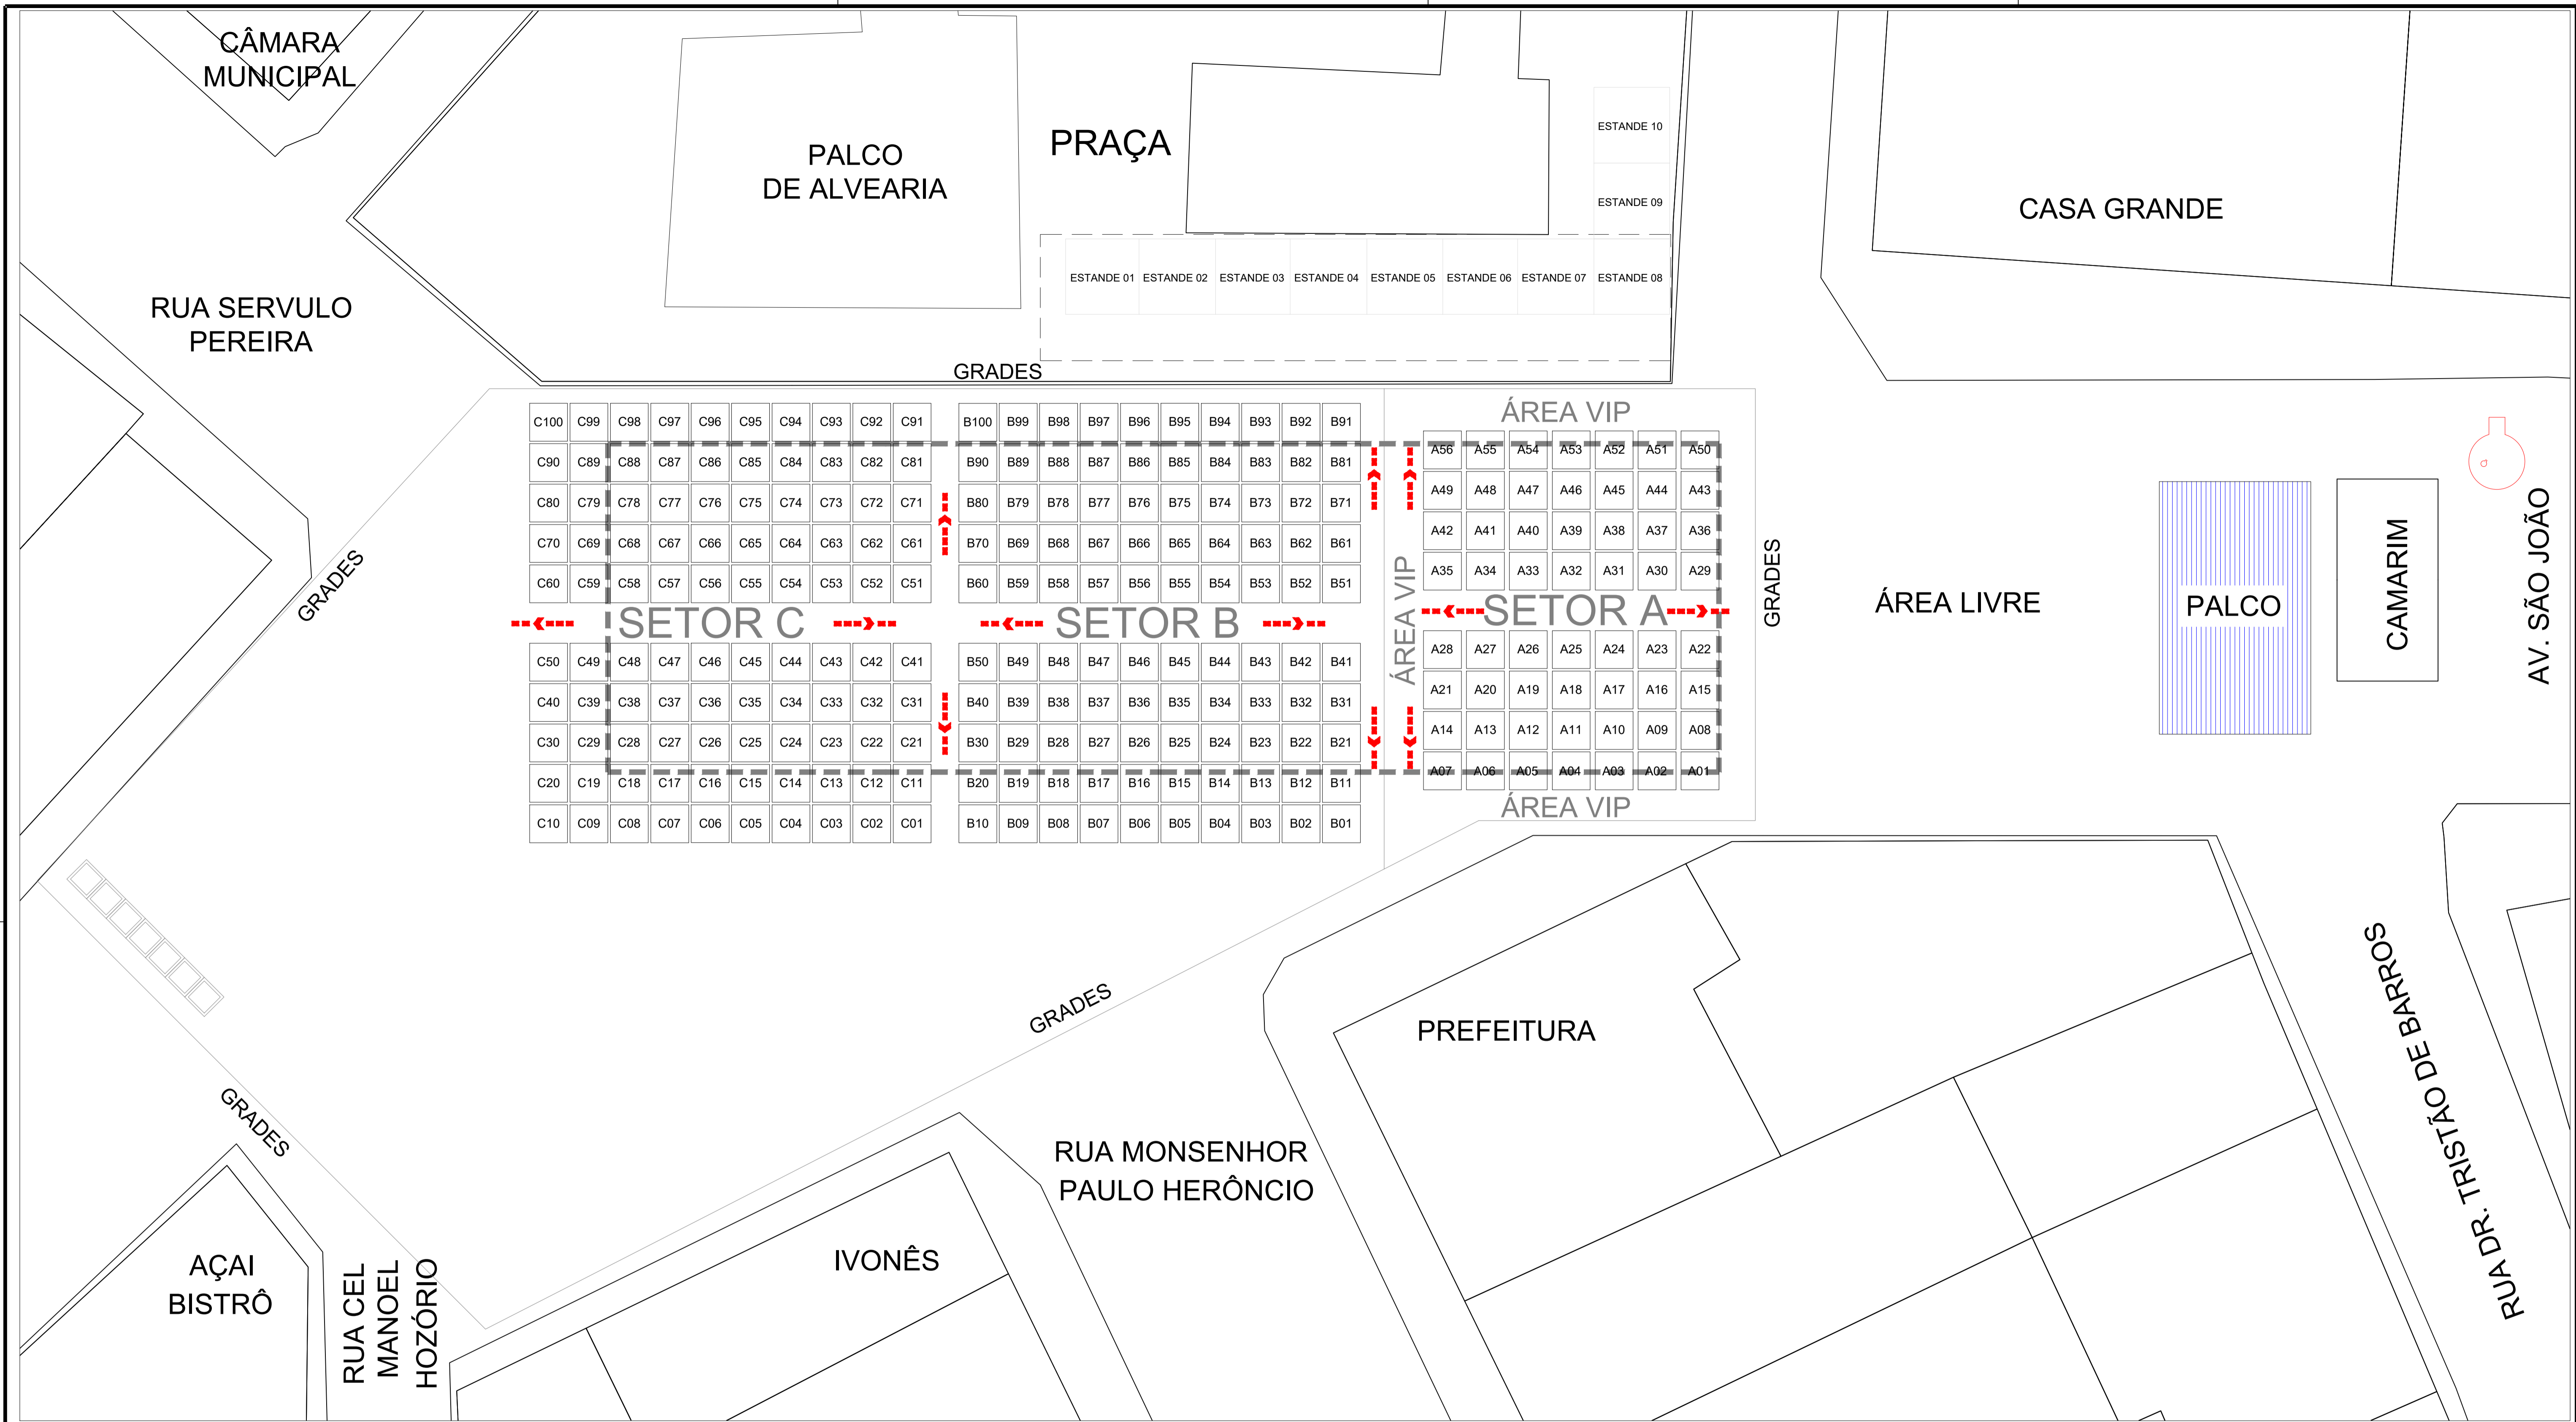 CÂMARA
MUNICIPAL
PALCO
DE ALVEARIA
PRAÇA
ESTANDE 10
ESTANDE 09
CASA GRANDE
ESTANDE 01 ESTANDE 02 ESTANDE 03 ESTANDE 04 ESTANDE 05 ESTANDE 06 ESTANDE 07 ESTANDE 08
RUA SERVULO
PEREIRA
GRADES
ÁREA VIP
C100 C99 C98 C97 C96 C95 C94 C93 C92 C91 B100 B99 B98 B97 B96 B95 B94 B93 B92 B91
A56 A55 A54 A53 A52 A51 A50
C90 C89 C88 C87 C86 C85 C84 C83 C82 C81 B90 B89 B88 B87 B86 B85 B84 B83 B82 B81
A49 A48 A47 A46 A45 A44 A43
C80 C79 C78 C77 C76 C75 C74 C73 C72 C71 B80 B79 B78 B77 B76 B75 B74 B73 B72 B71
A42 A41 A40 A39 A38 A37 A36
C70 C69 C68 C67 C66 C65 C64 C63 C62 C61 B70 B69 B68 B67 B66 B65 B64 B63 B62 B61
A35 A34 A33 A32 A31 A30 A29
C60 C59 C58 C57 C56 C55 C54 C53 C52 C51 B60 B59 B58 B57 B56 B55 B54 B53 B52 B51
GRADES
SETOR C
SETOR B
ÁREA VIP
SETOR A
GRADES
ÁREA LIVRE
PALCO
CAMARIM
AV. SÃO JOÃO
A28 A27 A26 A25 A24 A23 A22
C50 C49 C48 C47 C46 C45 C44 C43 C42 C41 B50 B49 B48 B47 B46 B45 B44 B43 B42 B41
A21 A20 A19 A18 A17 A16 A15
C40 C39 C38 C37 C36 C35 C34 C33 C32 C31 B40 B39 B38 B37 B36 B35 B34 B33 B32 B31
A14 A13 A12 A11 A10 A09 A08
C30 C29 C28 C27 C26 C25 C24 C23 C22 C21 B30 B29 B28 B27 B26 B25 B24 B23 B22 B21
A07 A06 A05 A04 A03 A02 A01
C20 C19 C18 C17 C16 C15 C14 C13 C12 C11 B20 B19 B18 B17 B16 B15 B14 B13 B12 B11
ÁREA VIP
C10 C09 C08 C07 C06 C05 C04 C03 C02 C01 B10 B09 B08 B07 B06 B05 B04 B03 B02 B01
GRADES
PREFEITURA
RUA DR. TRISTÃO DE BARROS
GRADES
RUA MONSENHOR
PAULO HERÔNCIO
IVONÊS
AÇAI
BISTRÔ
RUA CEL
MANOEL
HOZÓRIO